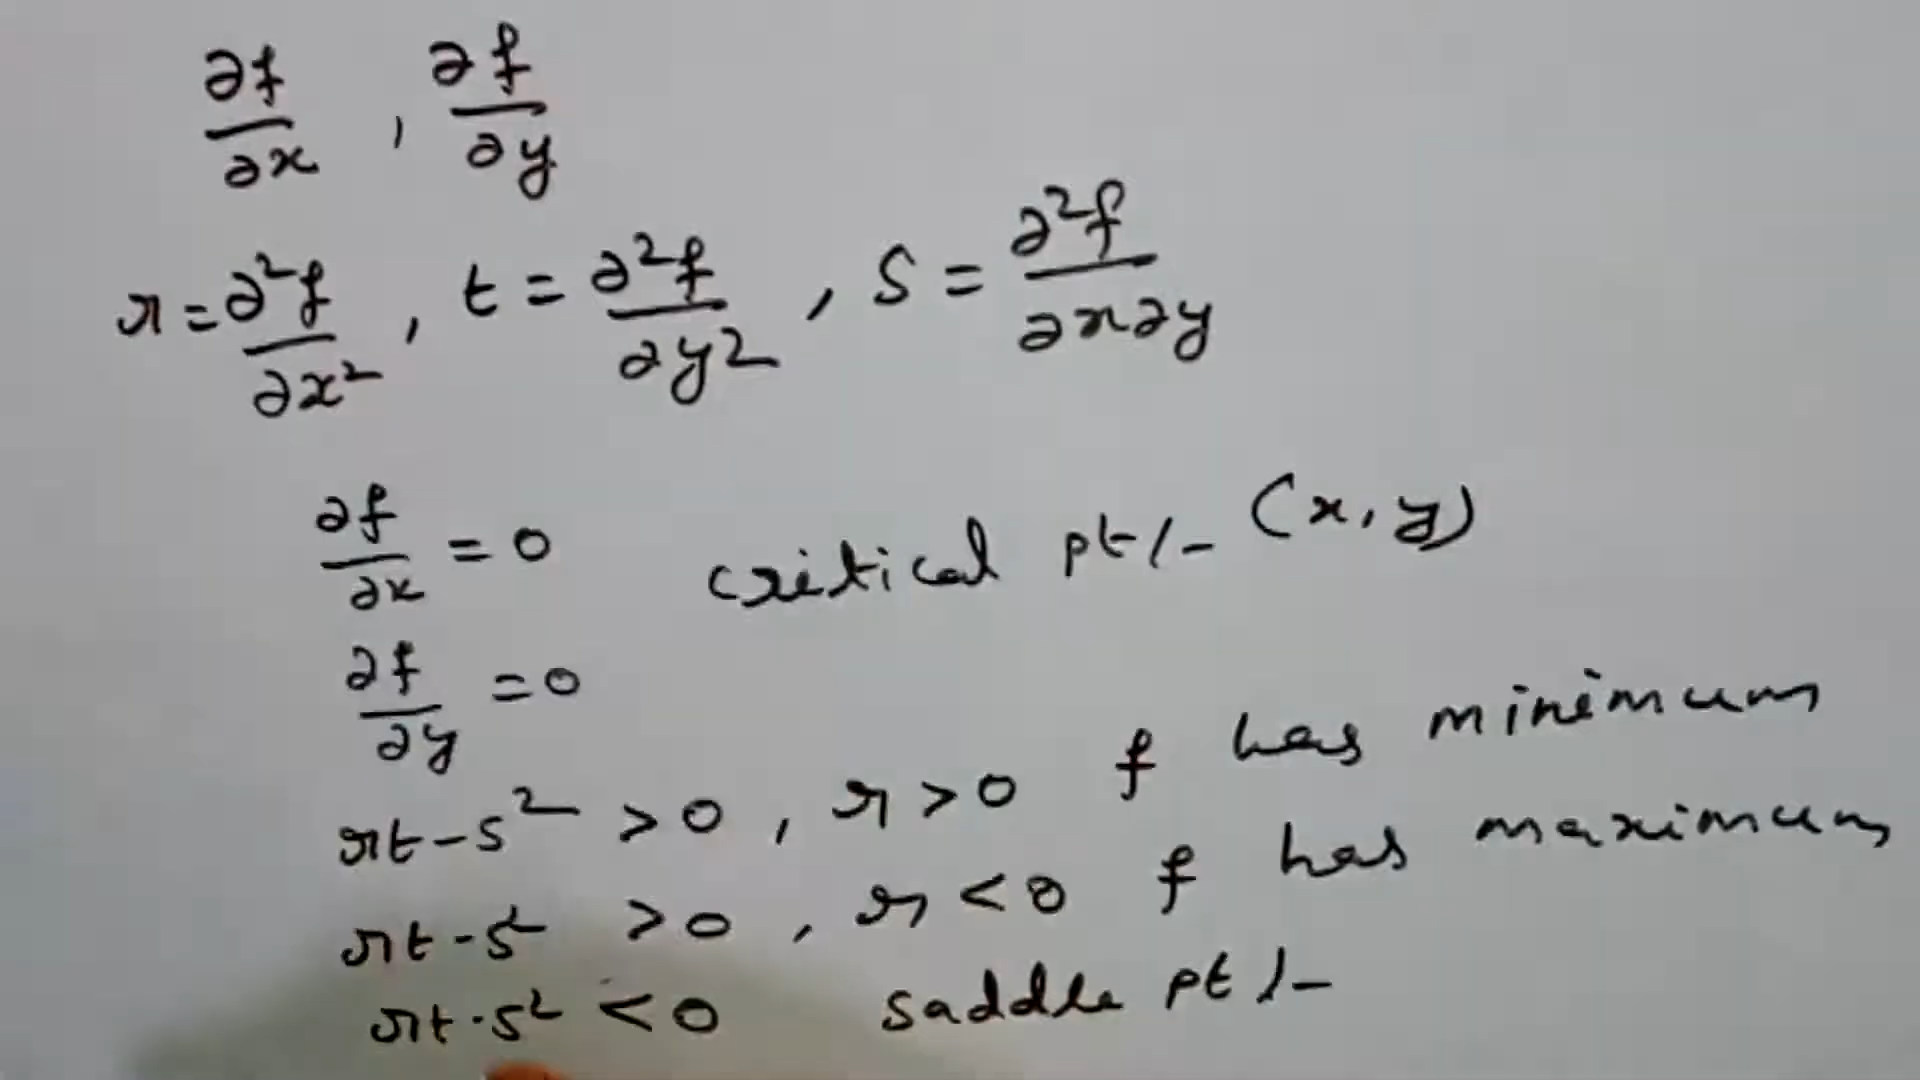 ∂f/∂x , ∂f/∂y
r = ∂²f/∂x² , t = ∂²f/∂y² , S = ∂²f/∂x∂y
∂f/∂x = 0 critical pt/- (x, y)
∂f/∂y = 0
rt - s² > 0 , r > 0 f has minimum
rt - s² > 0 , r < 0 f has maximum
rt - s² < 0 saddle pt/-